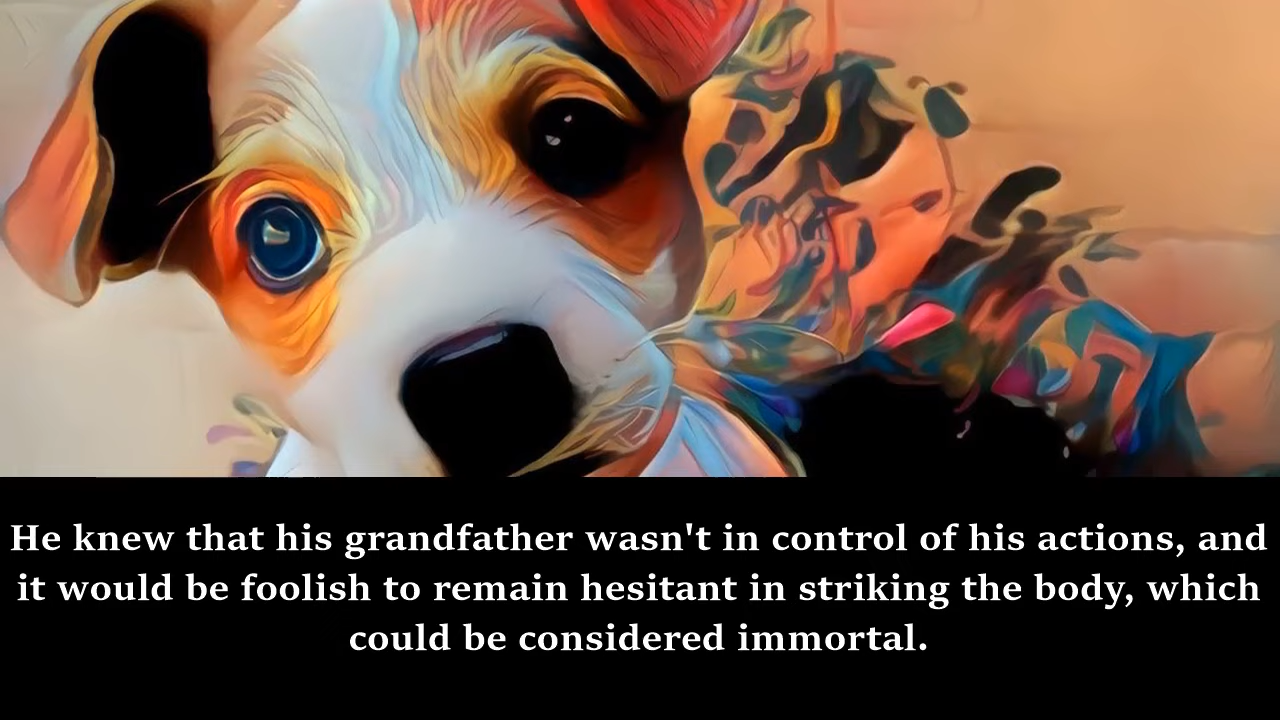 He knew that his grandfather wasn't in control of his actions, and
it would be foolish to remain hesitant in striking the body, which
could be considered immortal.